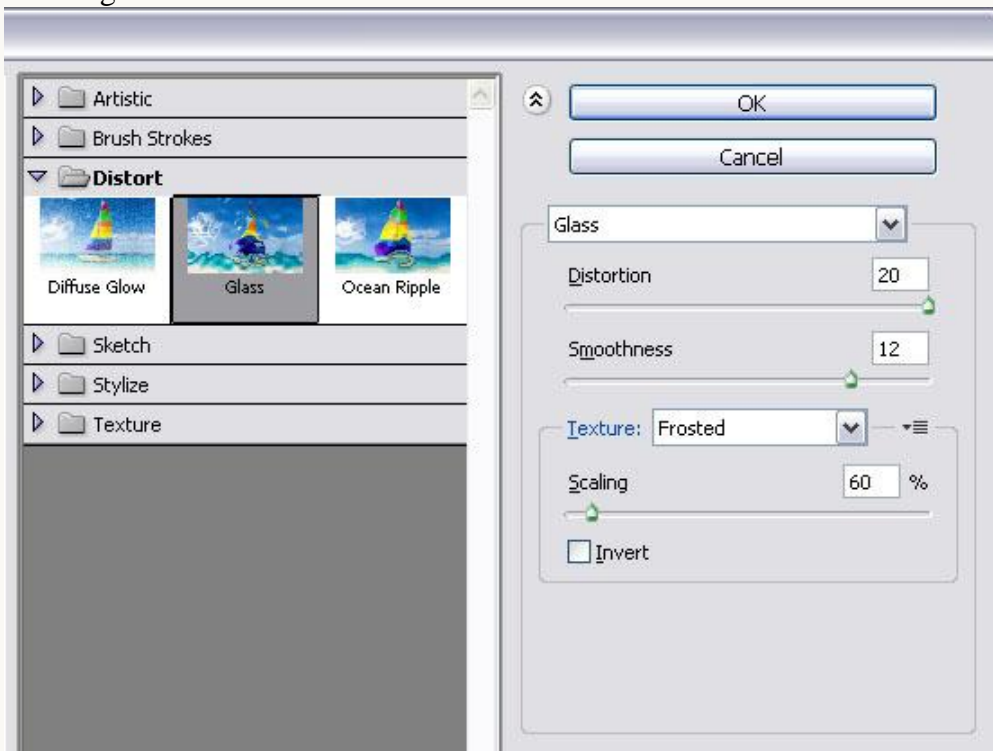 Artistic
Brush Strokes
Distort
Diffuse Glow
Glass
Ocean Ripple
Sketch
Stylize
Texture
OK
Cancel
Glass
Distortion 20
Smoothness 12
Texture: Frosted
Scaling 60 %
Invert